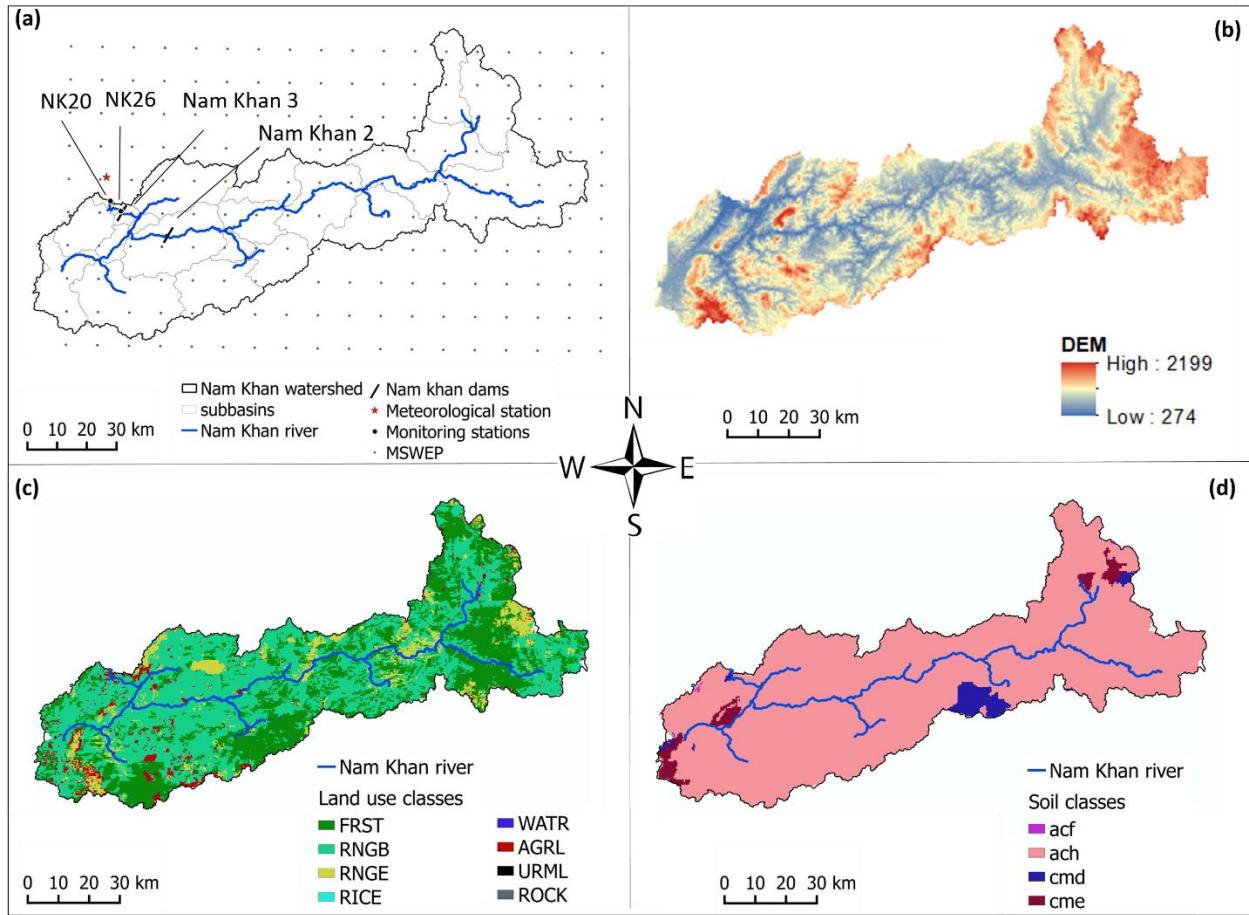 (a)
NK20
NK26
Nam Khan 3
Nam Khan 2
Nam Khan watershed
subbasins
Nam Khan river
Nam khan dams
Meteorological station
Monitoring stations
MSWEP
0 10 20 30 km
(b)
DEM
High : 2199
Low : 274
0 10 20 30 km
N
W
E
S
(c)
Nam Khan river
Land use classes
FRST
RNGB
RNGE
RICE
WATR
AGRL
URML
ROCK
0 10 20 30 km
(d)
Nam Khan river
Soil classes
acf
ach
cmd
cme
0 10 20 30 km